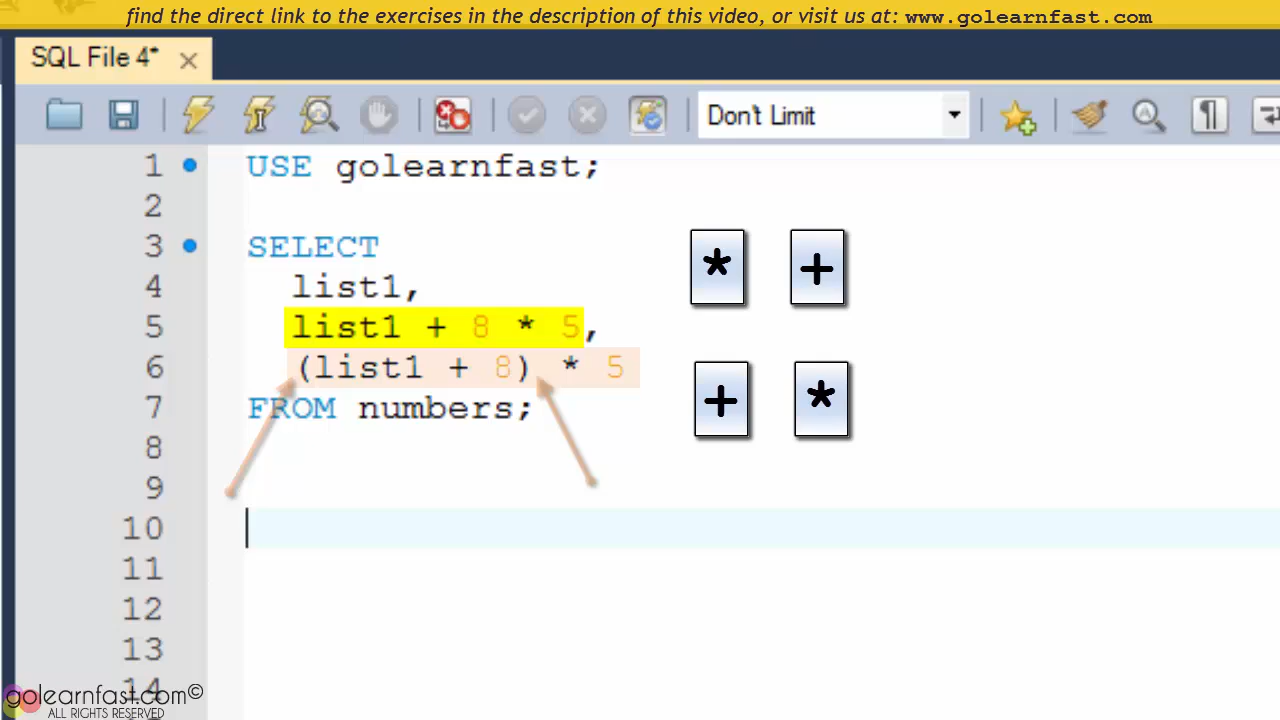 find the direct link to the exercises in the description of this video, or visit us at: www.golearnfast.com
SQL File 4*
Don't Limit
1 USE golearnfast;
2
3 SELECT
4 list1,
5 list1 + 8 * 5,
6 (list1 + 8) * 5
7 FROM numbers;
8
9
10
11
12
13
14
* +
+ *
golearnfast.com©
ALL RIGHTS RESERVED